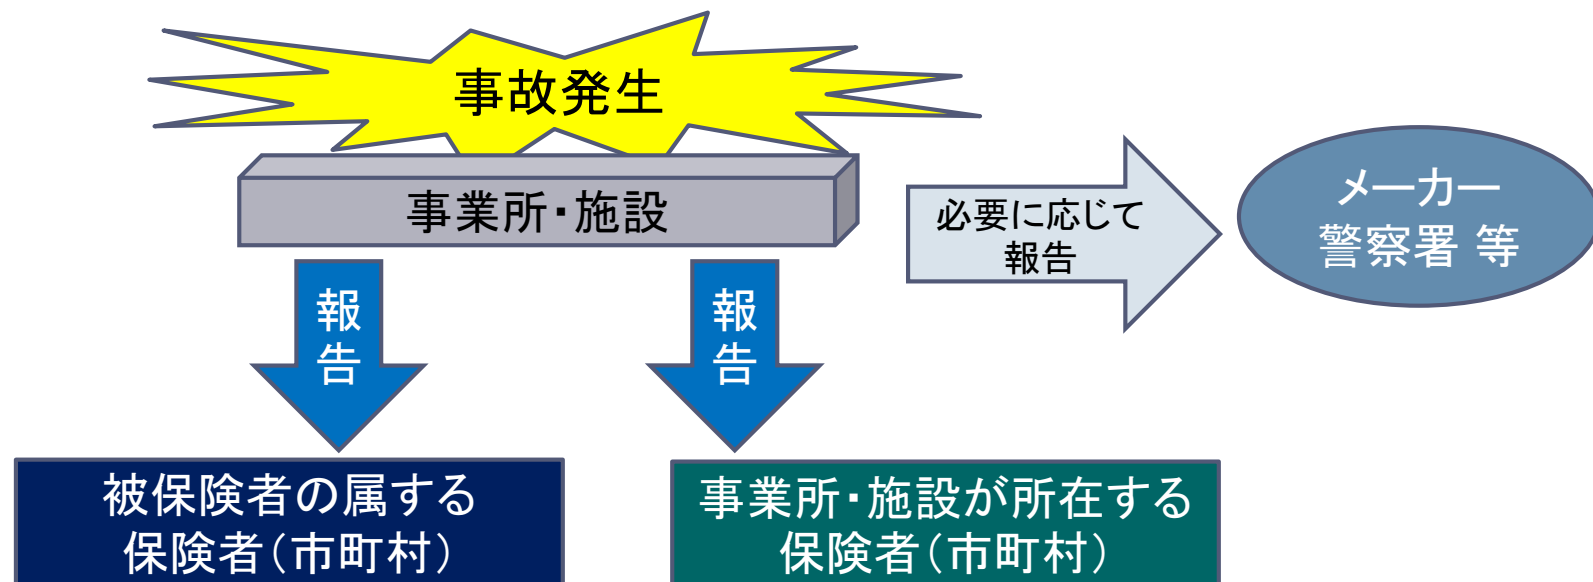 事故発生
事業所・施設
必要に応じて
報告
メーカー
警察署 等
報
告
報
告
被保険者の属する
保険者(市町村)
事業所・施設が所在する
保険者(市町村)